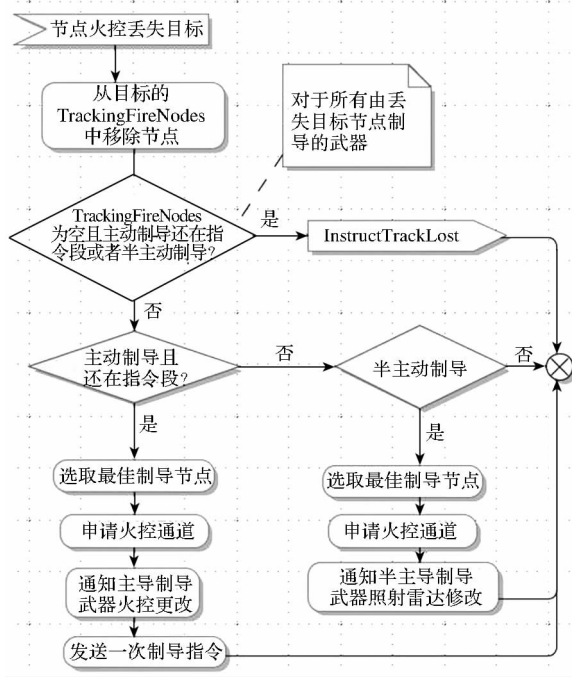 节点火控丢失目标
从目标的
TrackingFireNodes
中移除节点
对于所有由丢
失目标节点制
导的武器
TrackingFireNodes
为空且主动制导还在指
令段或者半主动制导?
是
InstructTrackLost
否
主动制导且
还在指令段?
否
半主动制导
否
是
是
选取最佳制导节点
选取最佳制导节点
申请火控通道
申请火控通道
通知主导制导
武器火控更改
通知半主导制导
武器照射雷达修改
发送一次制导指令